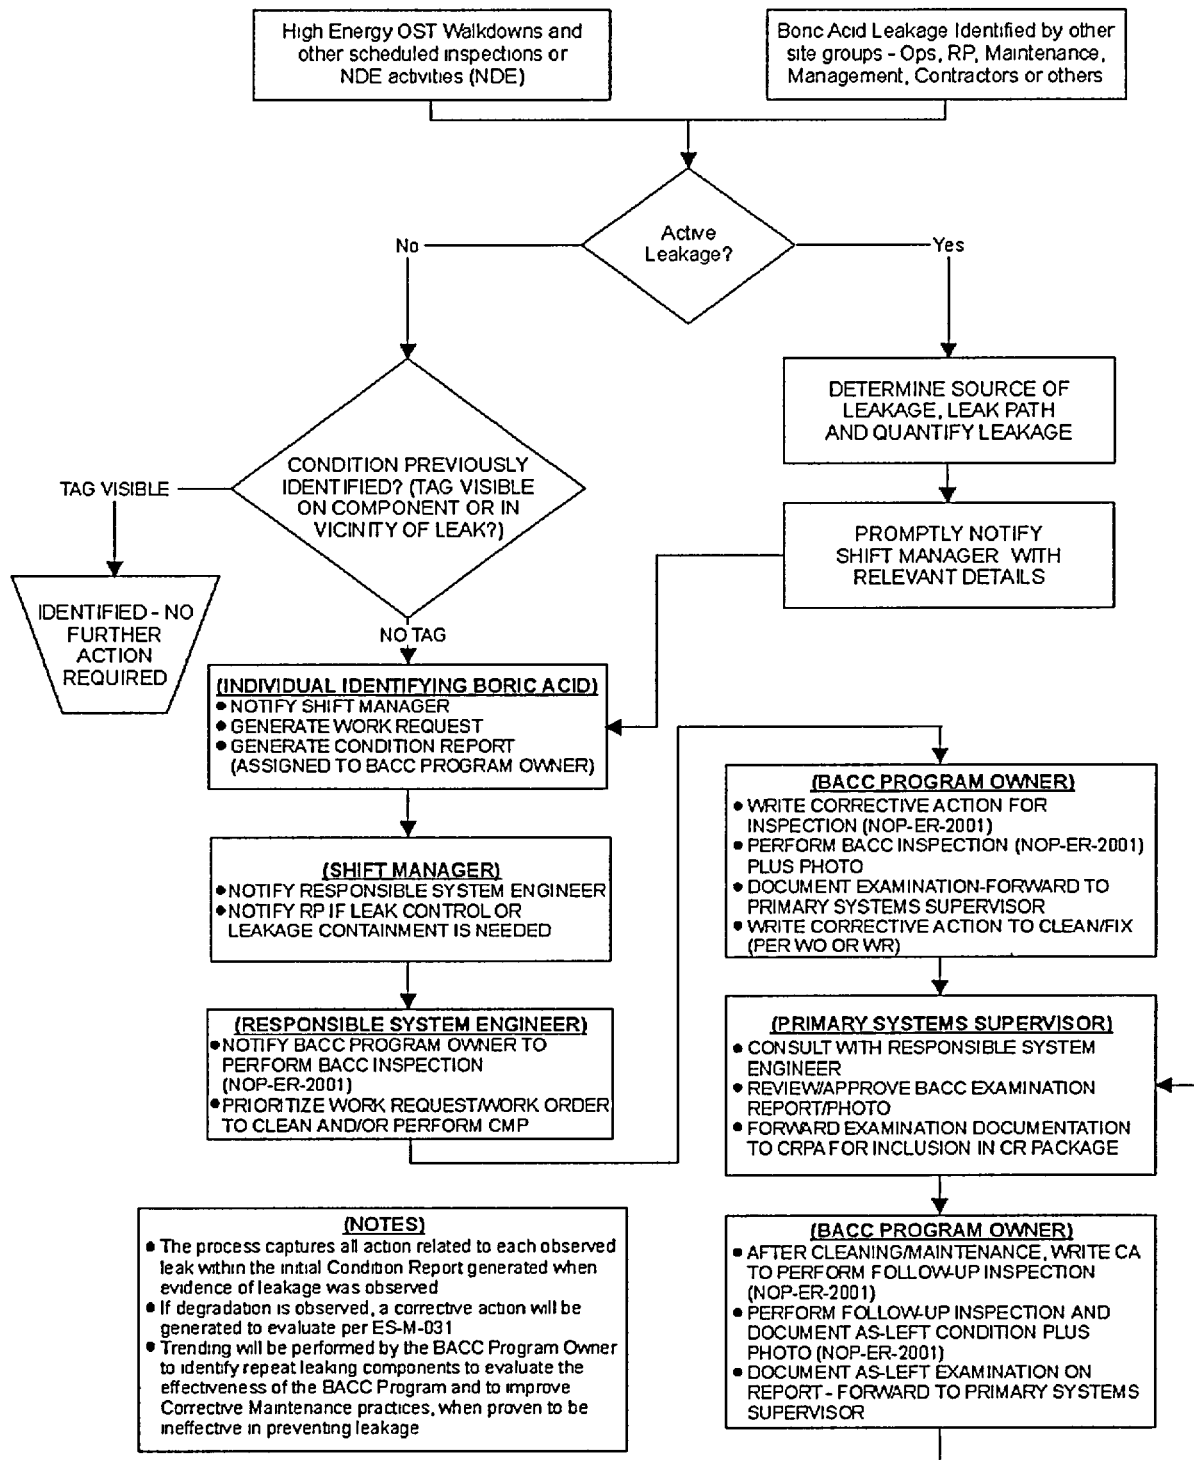 High Energy OST Walkdowns and
other scheduled inspections or
NDE activities (NDE)
Boric Acid Leakage Identified by other
site groups - Ops, RP, Maintenance,
Management, Contractors or others
Active
Leakage?
No
Yes
DETERMINE SOURCE OF
LEAKAGE, LEAK PATH
AND QUANTIFY LEAKAGE
CONDITION PREVIOUSLY
IDENTIFIED? (TAG VISIBLE
ON COMPONENT OR IN
VICINITY OF LEAK?)
TAG VISIBLE
PROMPTLY NOTIFY
SHIFT MANAGER WITH
RELEVANT DETAILS
IDENTIFIED - NO
FURTHER
ACTION
REQUIRED
NO TAG
(INDIVIDUAL IDENTIFYING BORIC ACID)
● NOTIFY SHIFT MANAGER
● GENERATE WORK REQUEST
● GENERATE CONDITION REPORT
(ASSIGNED TO BACC PROGRAM OWNER)
(SHIFT MANAGER)
● NOTIFY RESPONSIBLE SYSTEM ENGINEER
● NOTIFY RP IF LEAK CONTROL OR
LEAKAGE CONTAINMENT IS NEEDED
(RESPONSIBLE SYSTEM ENGINEER)
● NOTIFY BACC PROGRAM OWNER TO
PERFORM BACC INSPECTION
(NOP-ER-2001)
● PRIORITIZE WORK REQUEST/WORK ORDER
TO CLEAN AND/OR PERFORM CMP
(BACC PROGRAM OWNER)
● WRITE CORRECTIVE ACTION FOR
INSPECTION (NOP-ER-2001)
● PERFORM BACC INSPECTION (NOP-ER-2001)
PLUS PHOTO
● DOCUMENT EXAMINATION-FORWARD TO
PRIMARY SYSTEMS SUPERVISOR
● WRITE CORRECTIVE ACTION TO CLEAN/FIX
(PER WO OR WR)
(PRIMARY SYSTEMS SUPERVISOR)
● CONSULT WITH RESPONSIBLE SYSTEM
ENGINEER
● REVIEW/APPROVE BACC EXAMINATION
REPORT/PHOTO
● FORWARD EXAMINATION DOCUMENTATION
TO CRPA FOR INCLUSION IN CR PACKAGE
(BACC PROGRAM OWNER)
● AFTER CLEANING/MAINTENANCE, WRITE CA
TO PERFORM FOLLOW-UP INSPECTION
(NOP-ER-2001)
● PERFORM FOLLOW-UP INSPECTION AND
DOCUMENT AS-LEFT CONDITION PLUS
PHOTO (NOP-ER-2001)
● DOCUMENT AS-LEFT EXAMINATION ON
REPORT - FORWARD TO PRIMARY SYSTEMS
SUPERVISOR
(NOTES)
● The process captures all action related to each observed
leak within the initial Condition Report generated when
evidence of leakage was observed
● If degradation is observed, a corrective action will be
generated to evaluate per ES-M-031
● Trending will be performed by the BACC Program Owner
to identify repeat leaking components to evaluate the
effectiveness of the BACC Program and to improve
Corrective Maintenance practices, when proven to be
ineffective in preventing leakage